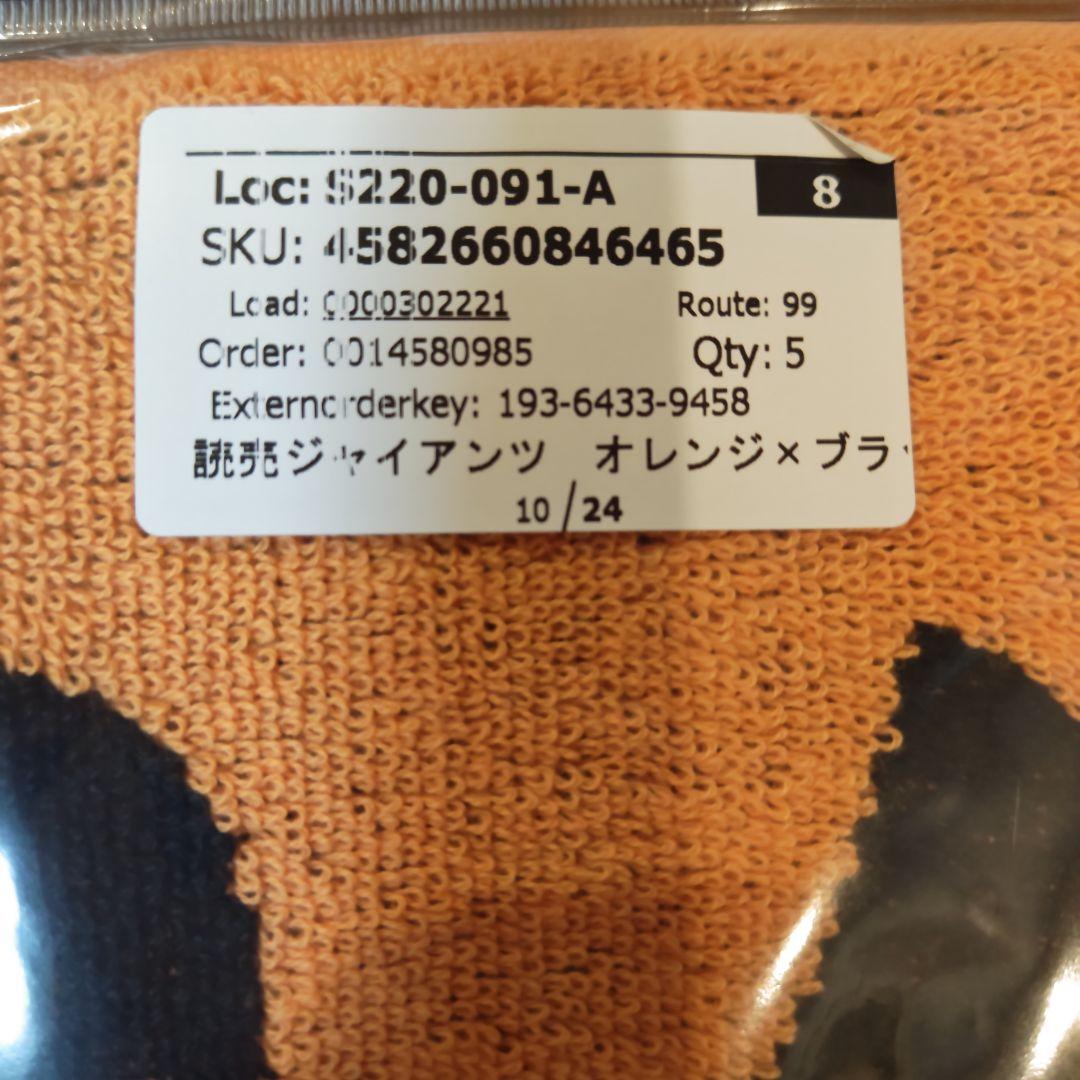 Loc: S220-091-A 8
SKU: 4582660846465
Load: 0000302221 Route: 99
Order: 0014580985 Qty: 5
Externorderkey: 193-6433-9458
読売ジャイアンツ オレンジ×ブラ
10/24